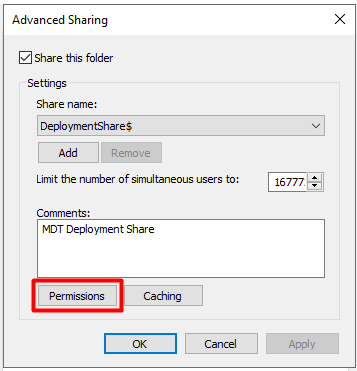 Advanced Sharing
Share this folder
Settings
Share name:
DeploymentShare$
Add Remove
Limit the number of simultaneous users to: 16777
Comments:
MDT Deployment Share
Permissions Caching
OK Cancel Apply